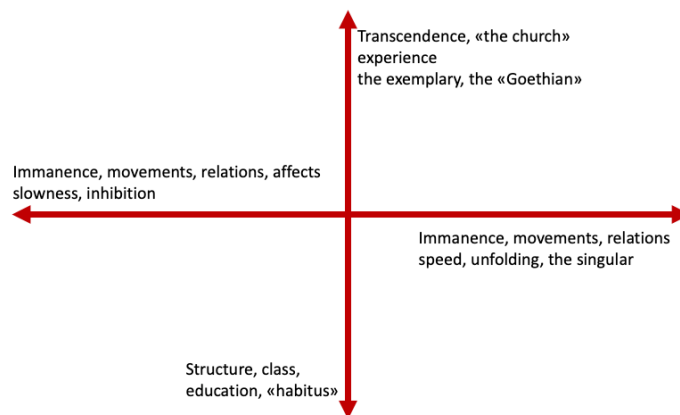 Transcendence, «the church»
experience
the exemplary, the «Goethian»
Immanence, movements, relations, affects
slowness, inhibition
Immanence, movements, relations
speed, unfolding, the singular
Structure, class,
education, «habitus»